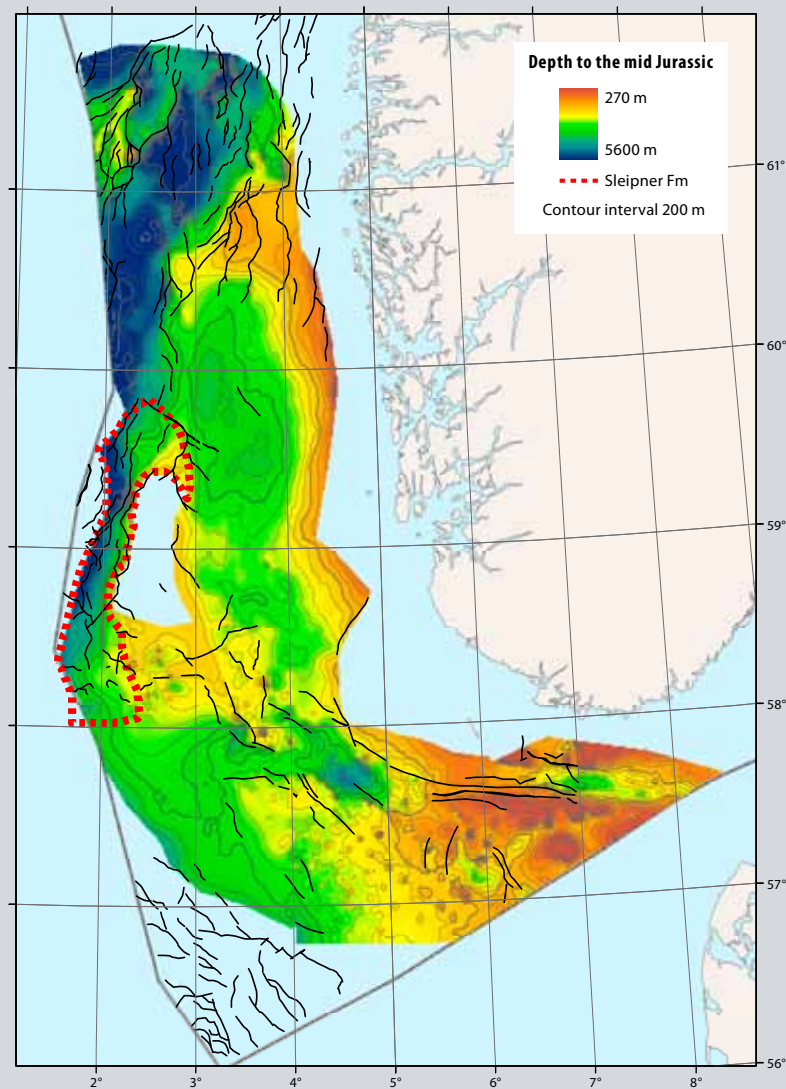 Depth to the mid Jurassic
270 m
5600 m
Sleipner Fm
Contour interval 200 m
61°
60°
59°
58°
57°
56°
2° 3° 4° 5° 6° 7° 8°